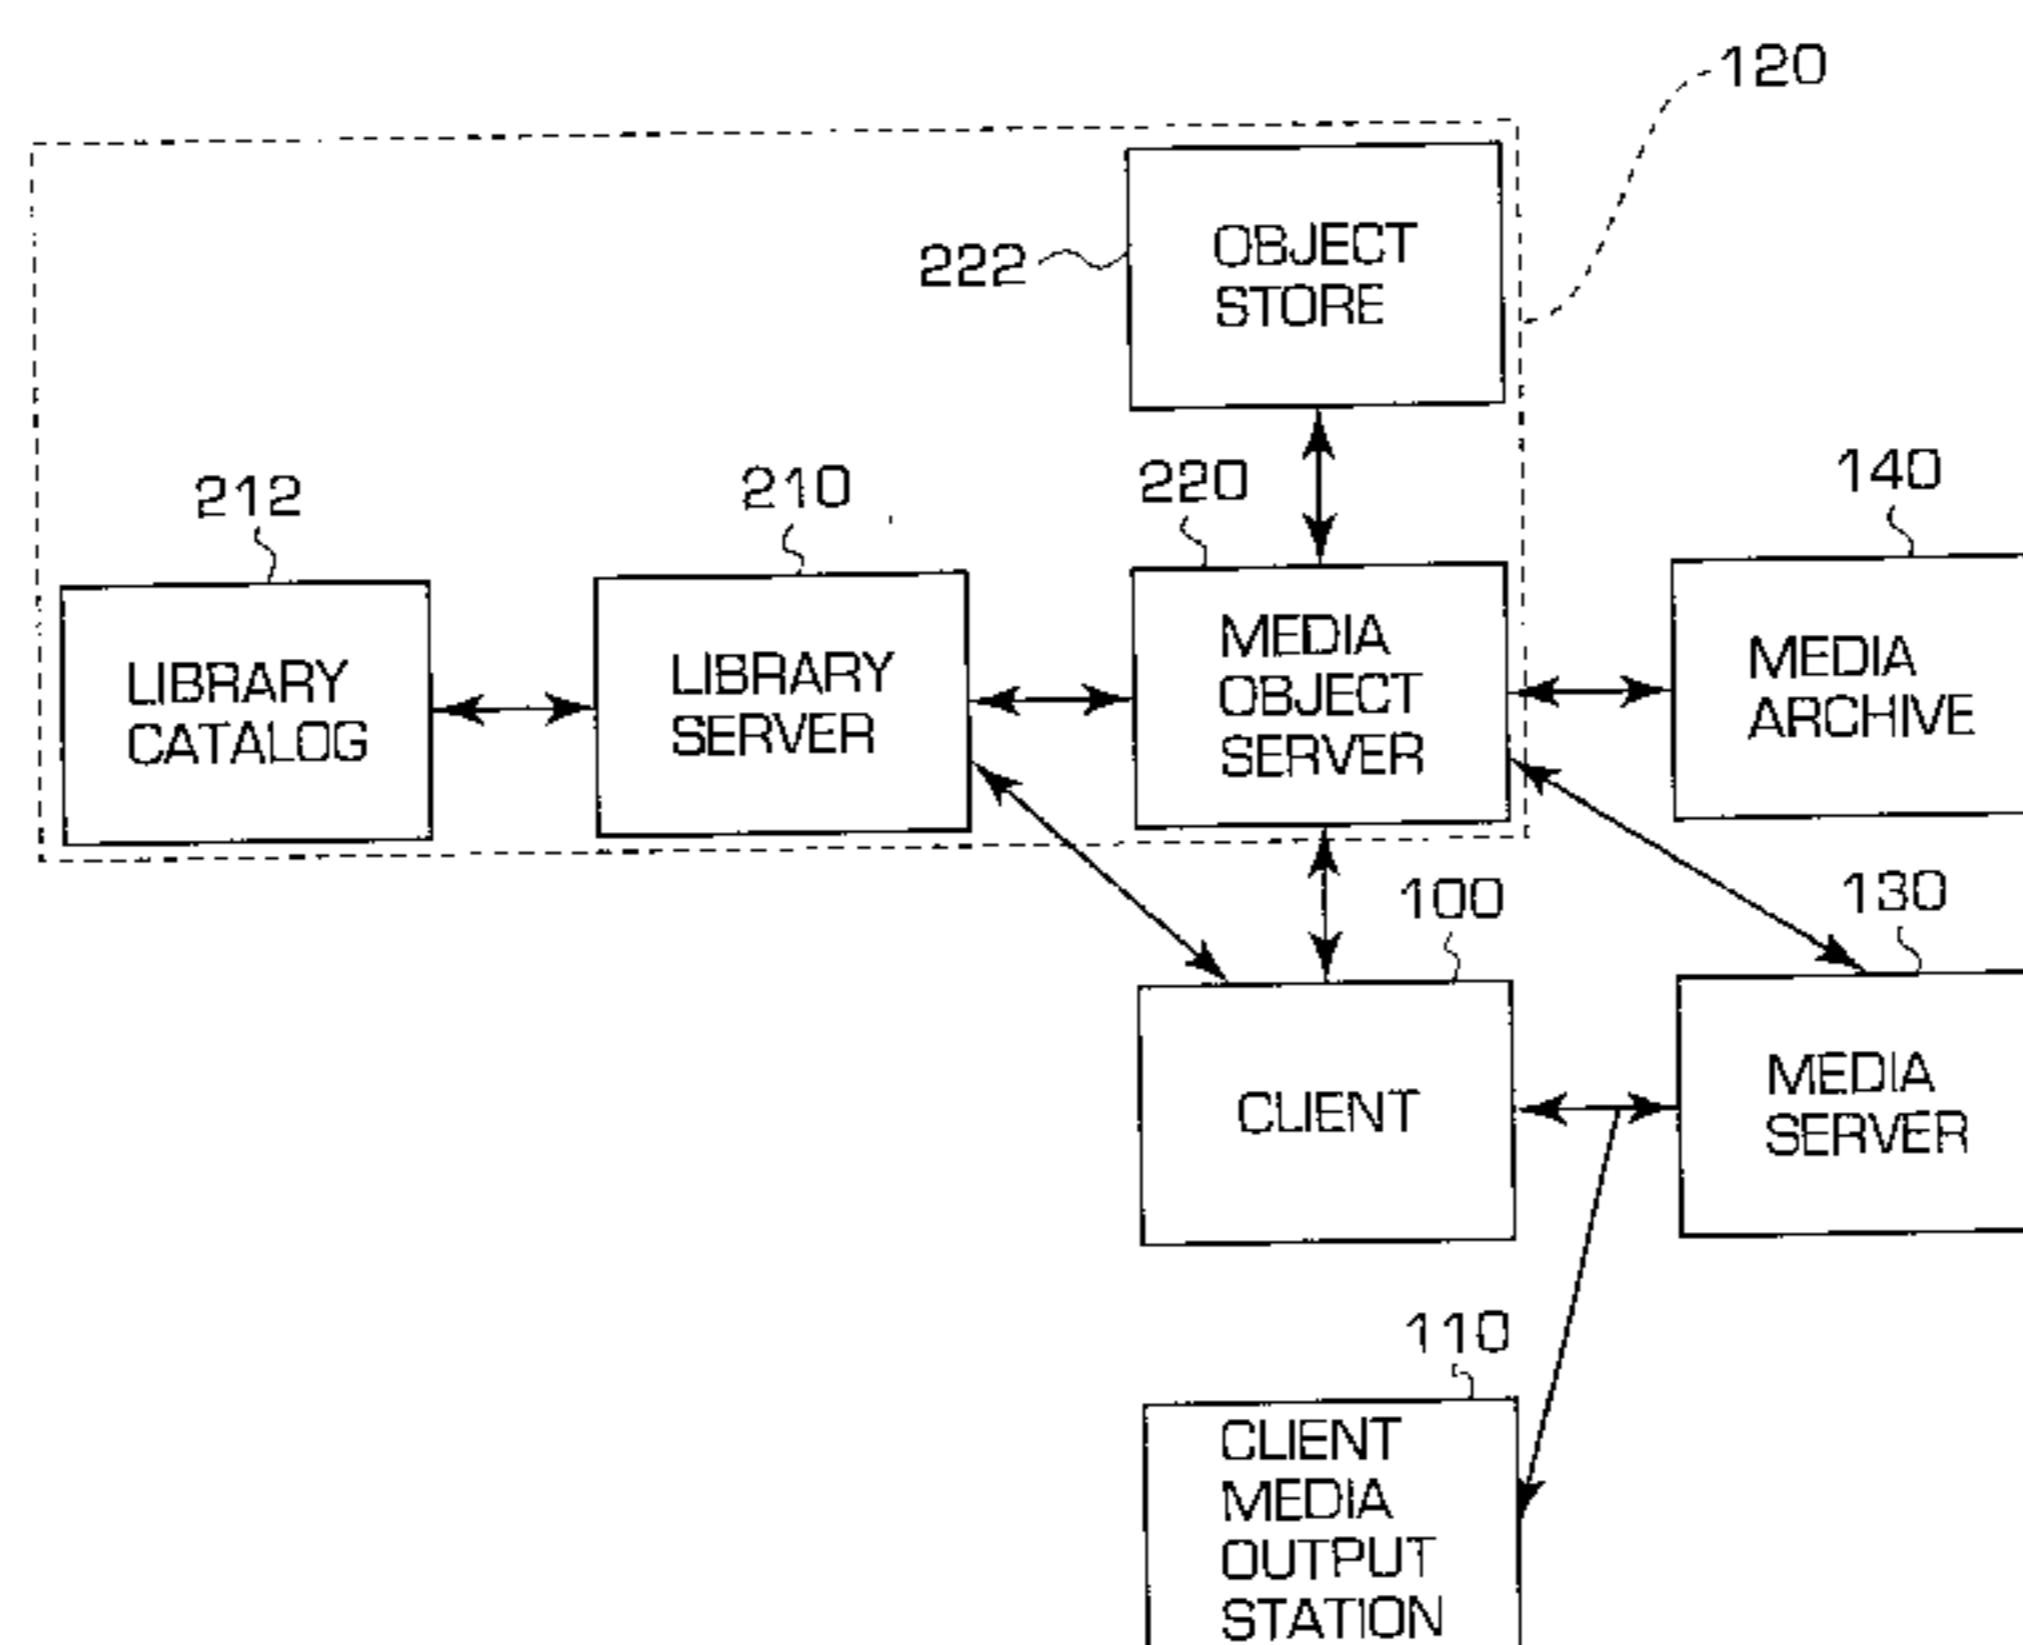 120
222
OBJECT
STORE
212
210
220
140
LIBRARY
CATALOG
LIBRARY
SERVER
MEDIA
OBJECT
SERVER
MEDIA
ARCHIVE
100
130
CLIENT
MEDIA
SERVER
110
CLIENT
MEDIA
OUTPUT
STATION